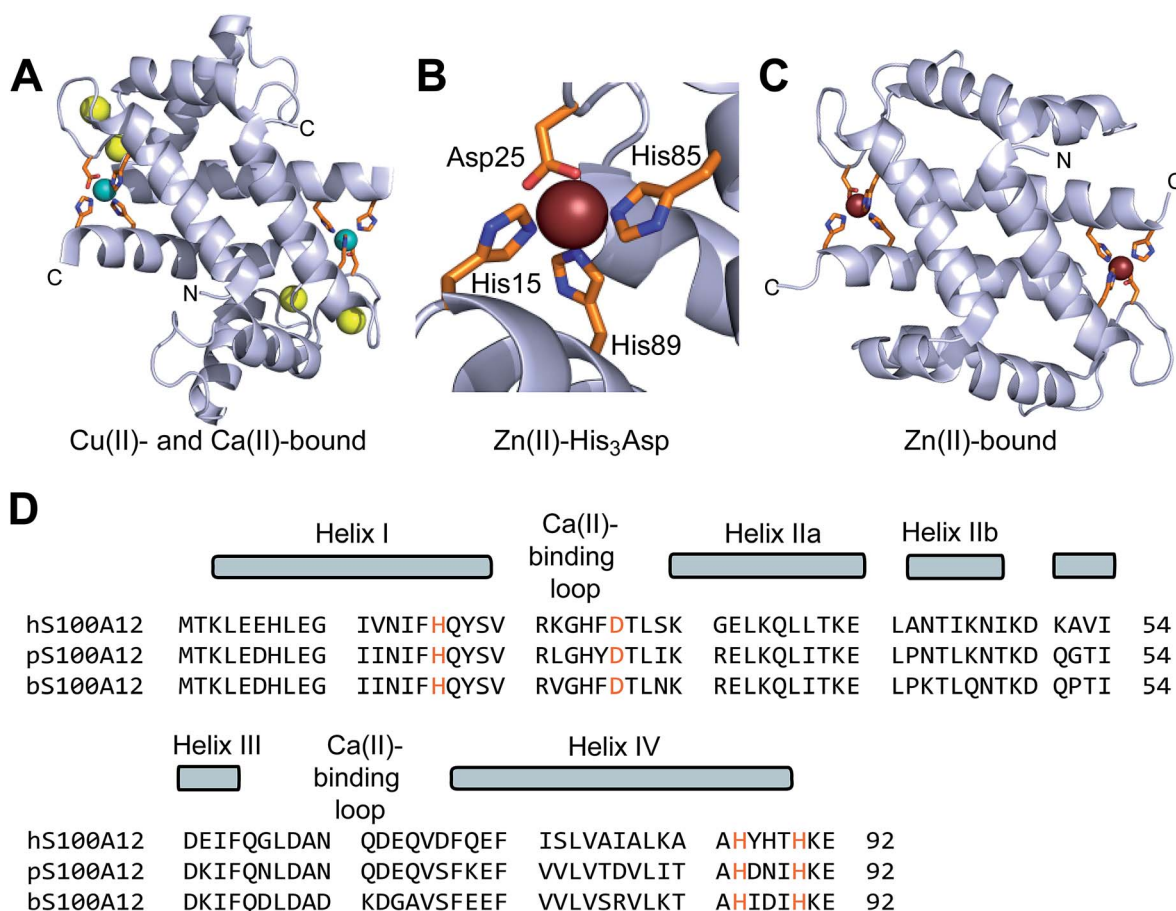 A
B
C
C
Asp25
His85
His15
His89
N
C
N
C
C
Cu(II)- and Ca(II)-bound
Zn(II)-His₃Asp
Zn(II)-bound
D
Helix I
Ca(II)-
binding
loop
Helix IIa
Helix IIb
hS100A12 MTKLEEHLEG IVNIFHQYSV RKGHFDTLSK GELKQLLTKE LANTIKNIKD KAVI 54
pS100A12 MTKLEDHLEG IINIFHQYSV RLGHYDTLIK RELKQLITKE LPNTLKNTKD QGTI 54
bS100A12 MTKLEDHLEG IINIFHQYSV RVGHFDTLNK RELKQLITKE LPKTLQNTKD QPTI 54
Helix III
Ca(II)-
binding
loop
Helix IV
hS100A12 DEIFQGLDAN QDEQVDFQEF ISLVAIALKA AHYHTHKE 92
pS100A12 DKIFQNLDAN QDEQVSFKEF VVLVTDVLIT AHDNIHKE 92
bS100A12 DKIFQDLDAD KDGAVSFEEF VVLVSRVLKT AHIDIHKE 92